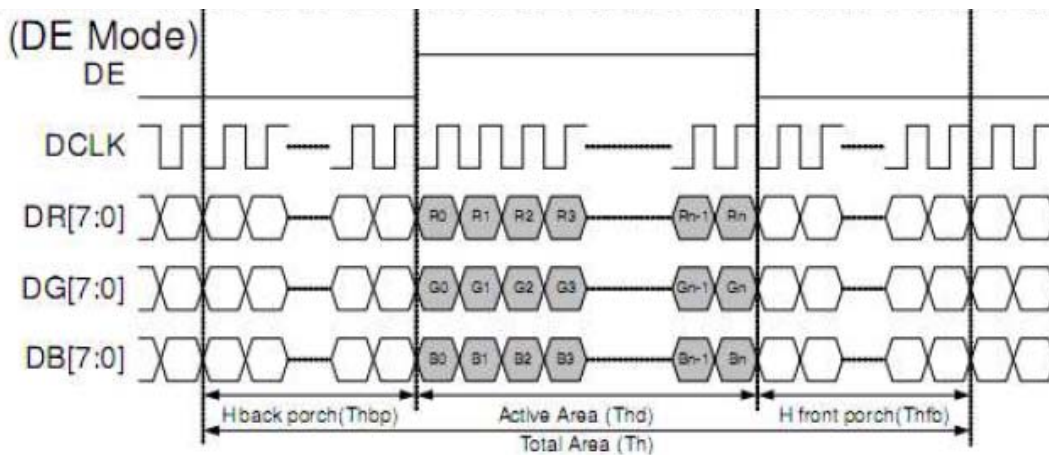 (DE Mode)
DE
DCLK
DR[7:0] R0 R1 R2 R3 Rn-1 Rn
DG[7:0] G0 G1 G2 G3 Gn-1 Gn
DB[7:0] B0 B1 B2 B3 Bn-1 Bn
H back porch(Thbp) Active Area (Thd) H front porch(Thfb)
Total Area (Th)